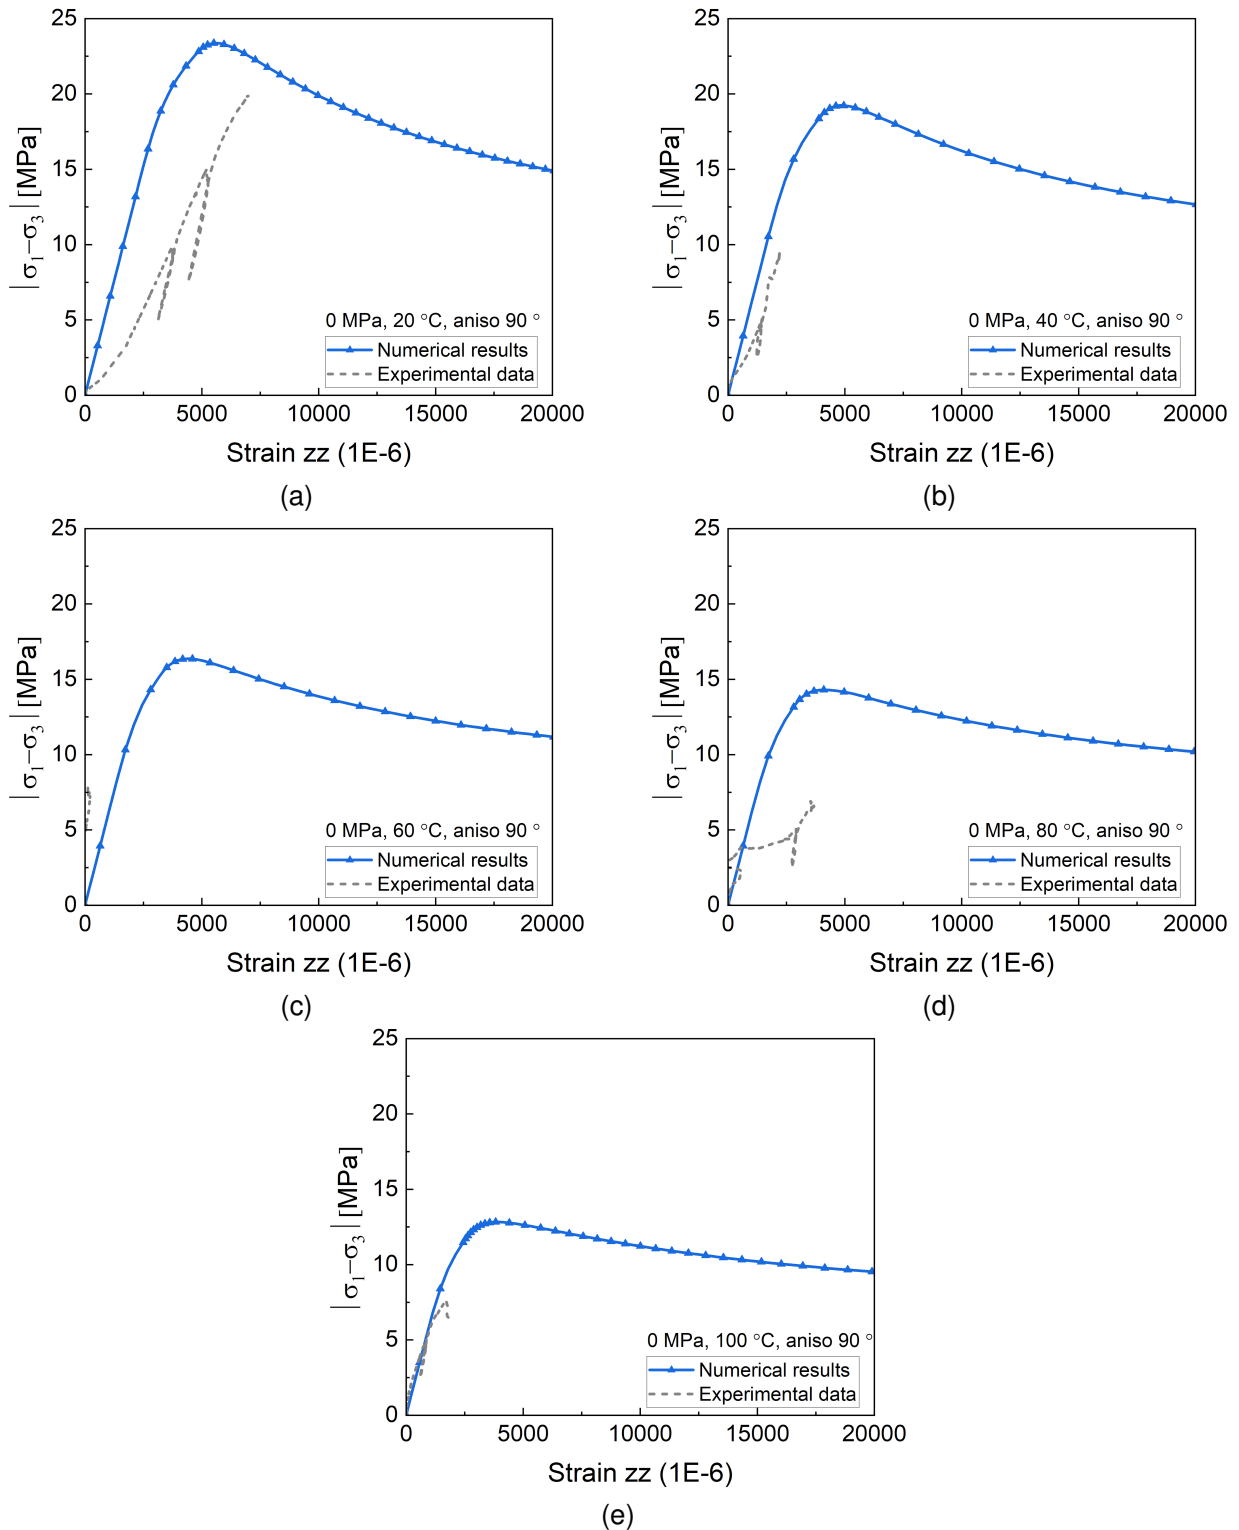 25
20
15
10
5
0
|σ1–σ3| [MPa]
0 MPa, 20 °C, aniso 90 °
Numerical results
Experimental data
0 5000 10000 15000 20000
Strain zz (1E-6)
(a)
25
20
15
10
5
0
|σ1–σ3| [MPa]
0 MPa, 40 °C, aniso 90 °
Numerical results
Experimental data
0 5000 10000 15000 20000
Strain zz (1E-6)
(b)
25
20
15
10
5
0
|σ1–σ3| [MPa]
0 MPa, 60 °C, aniso 90 °
Numerical results
Experimental data
0 5000 10000 15000 20000
Strain zz (1E-6)
(c)
25
20
15
10
5
0
|σ1–σ3| [MPa]
0 MPa, 80 °C, aniso 90 °
Numerical results
Experimental data
0 5000 10000 15000 20000
Strain zz (1E-6)
(d)
25
20
15
10
5
0
|σ1–σ3| [MPa]
0 MPa, 100 °C, aniso 90 °
Numerical results
Experimental data
0 5000 10000 15000 20000
Strain zz (1E-6)
(e)